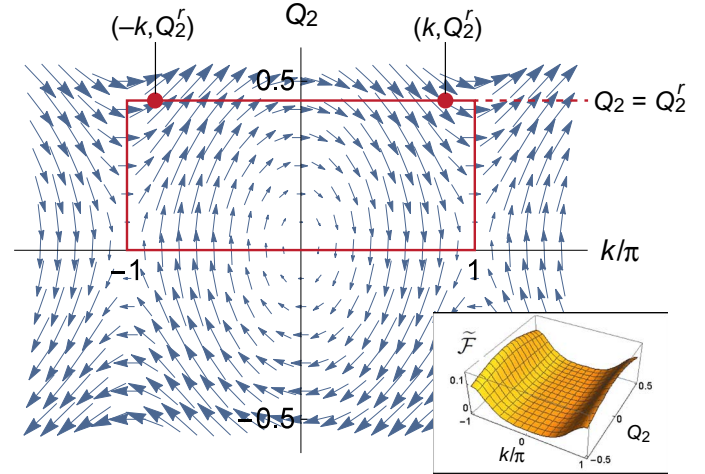 Q₂
(–k,Q₂ʳ) (k,Q₂ʳ)
0.5
Q₂ = Q₂ʳ
–1 1 k/π
–0.5
ℱ̃
0.1
0
–1
0
k/π
1
–0.5
0
0.5
Q₂